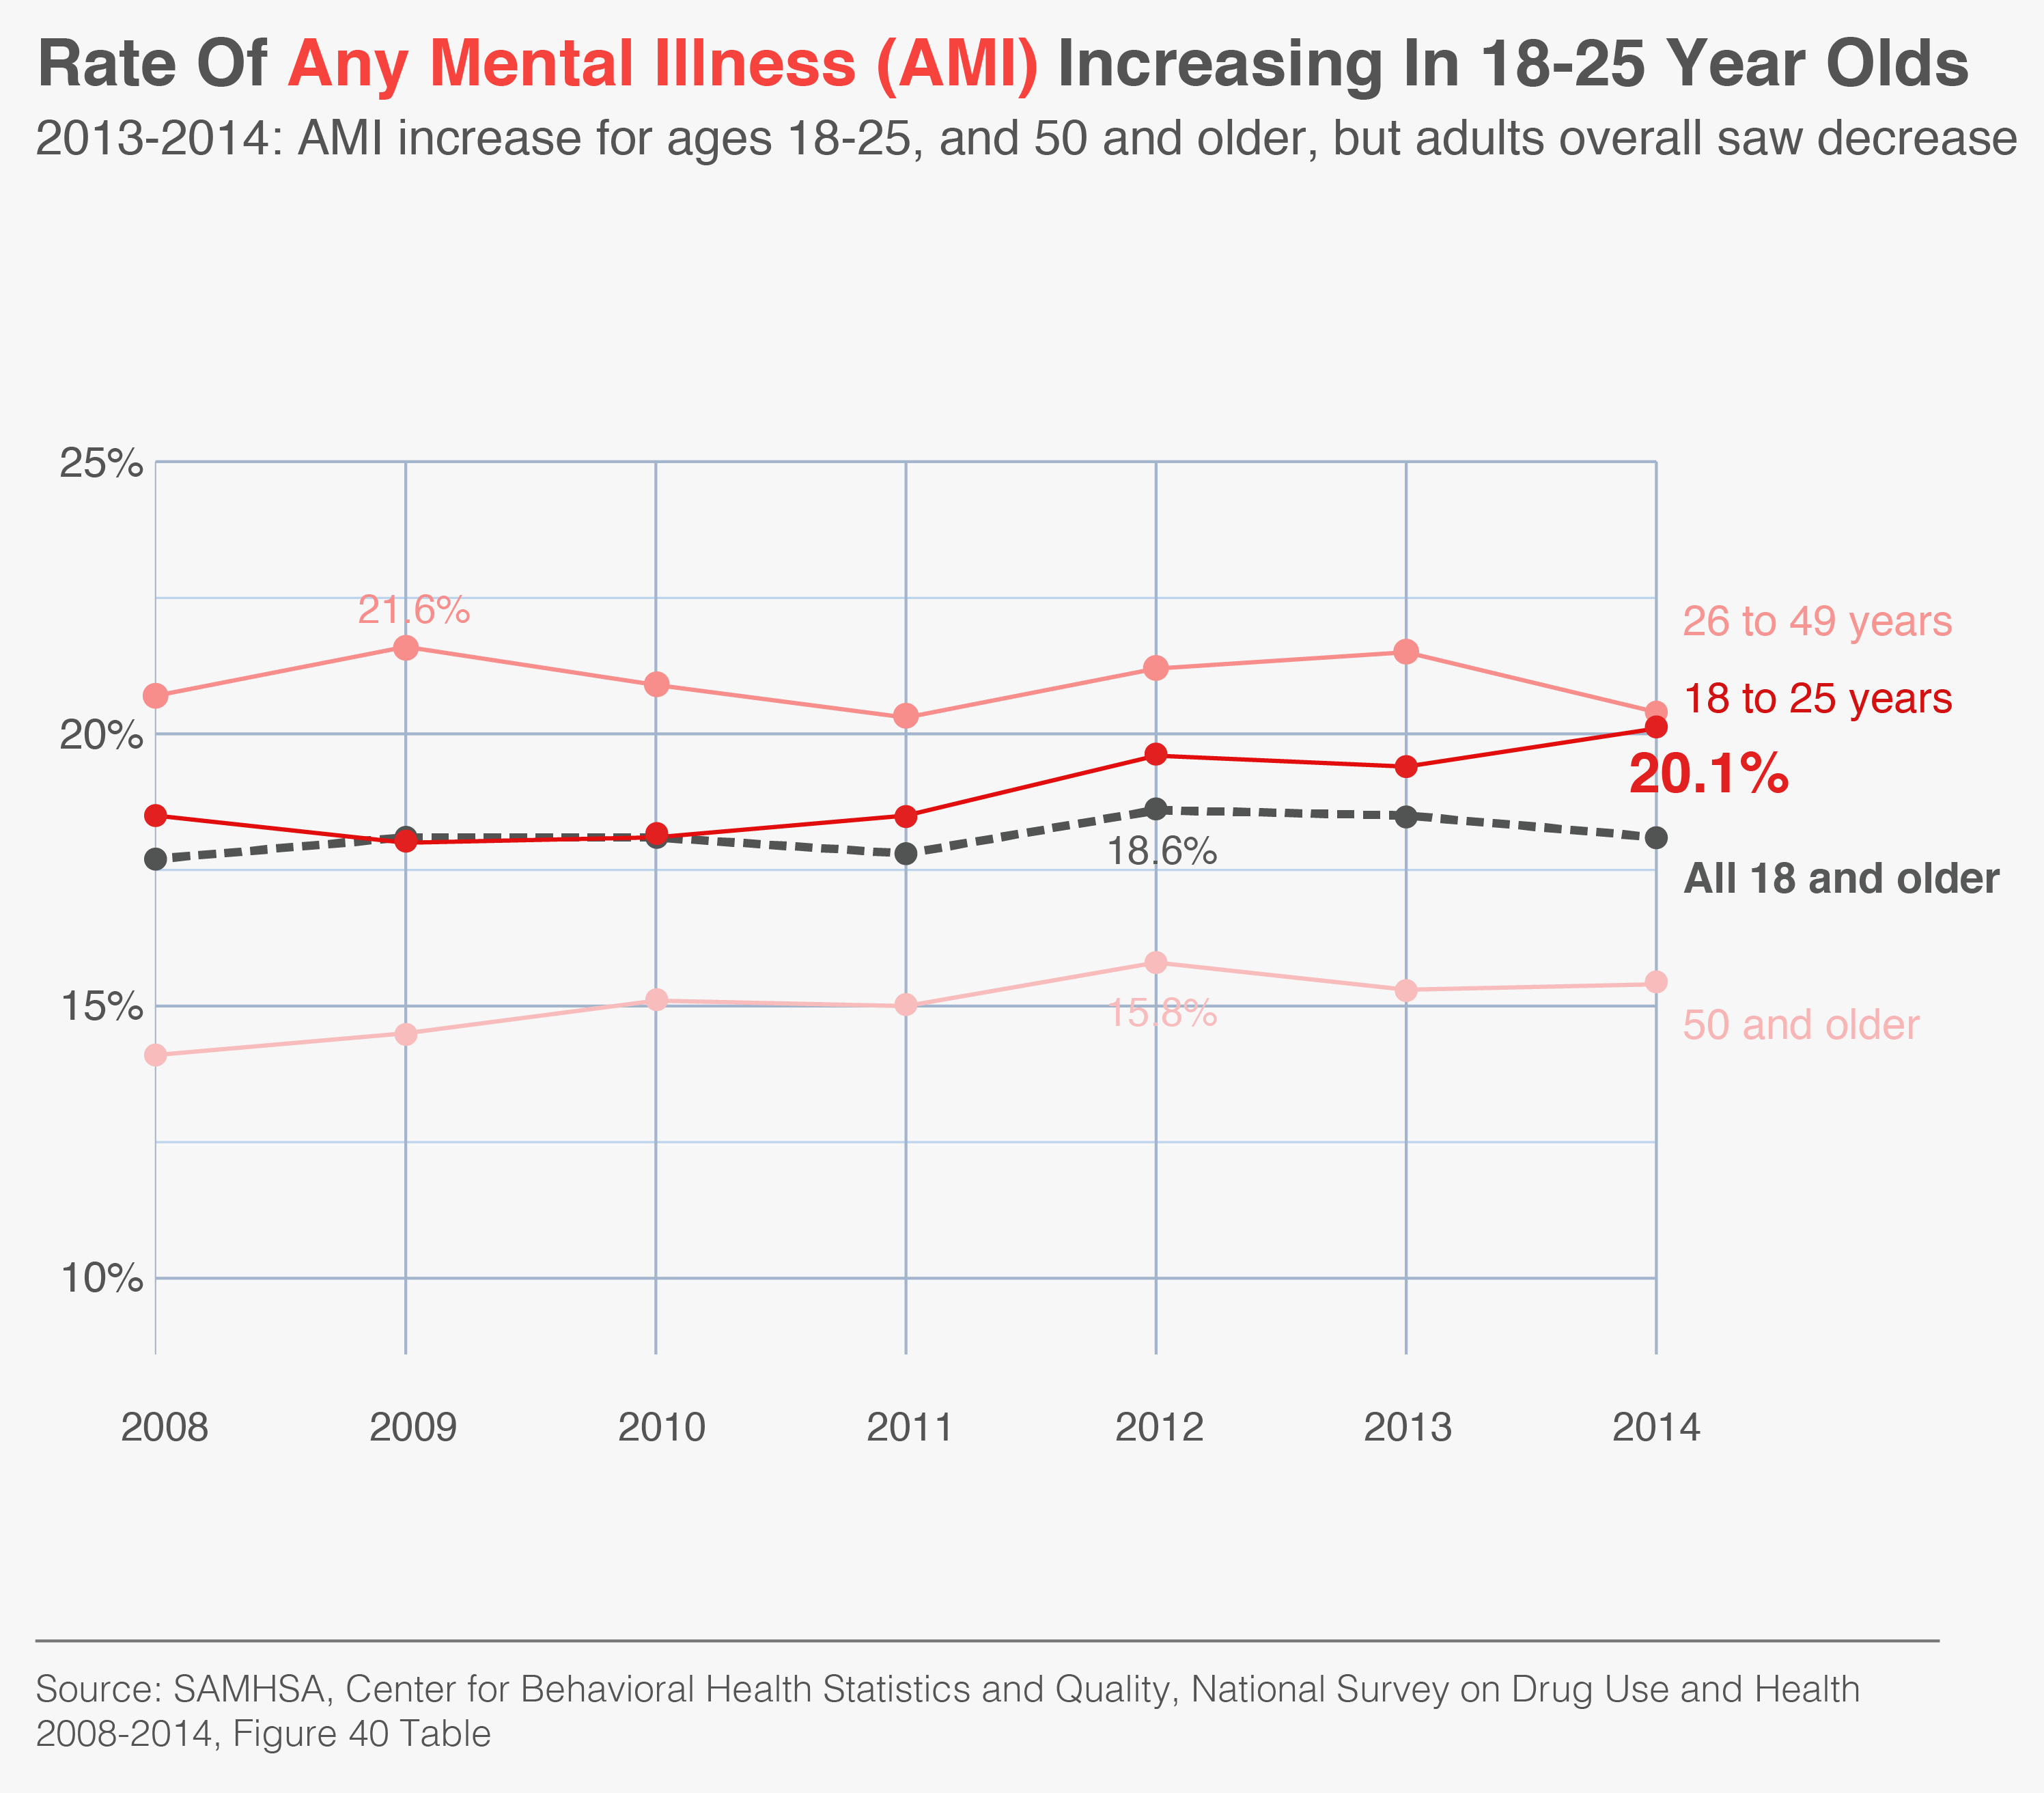 Rate Of Any Mental Illness (AMI) Increasing In 18-25 Year Olds
2013-2014: AMI increase for ages 18-25, and 50 and older, but adults overall saw decrease
25%
21.6%
26 to 49 years
18 to 25 years
20%
20.1%
18.6%
All 18 and older
15%
15.8%
50 and older
10%
2008 2009 2010 2011 2012 2013 2014
Source: SAMHSA, Center for Behavioral Health Statistics and Quality, National Survey on Drug Use and Health
2008-2014, Figure 40 Table